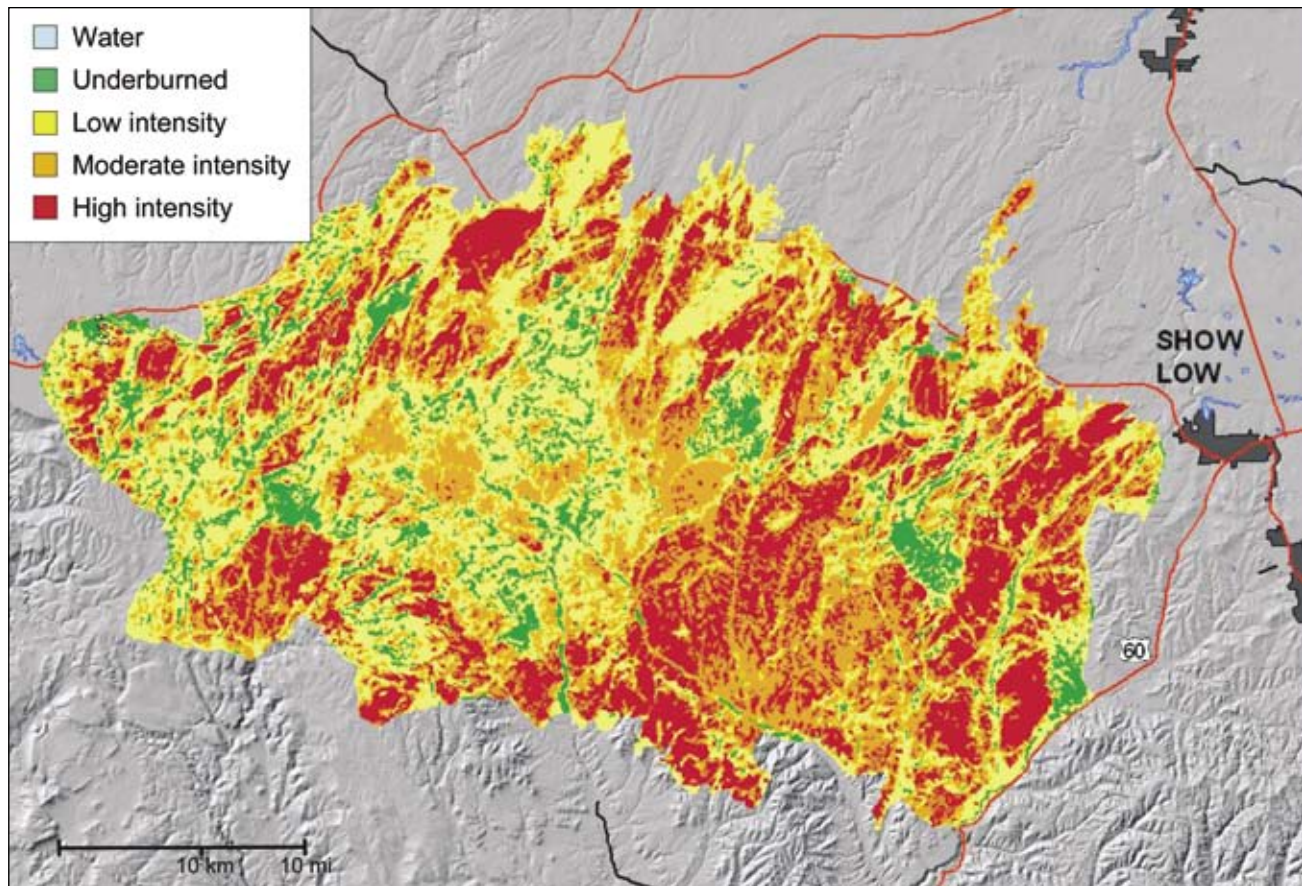 Water
Underburned
Low intensity
Moderate intensity
High intensity
SHOW
LOW
60
10 km
10 mi